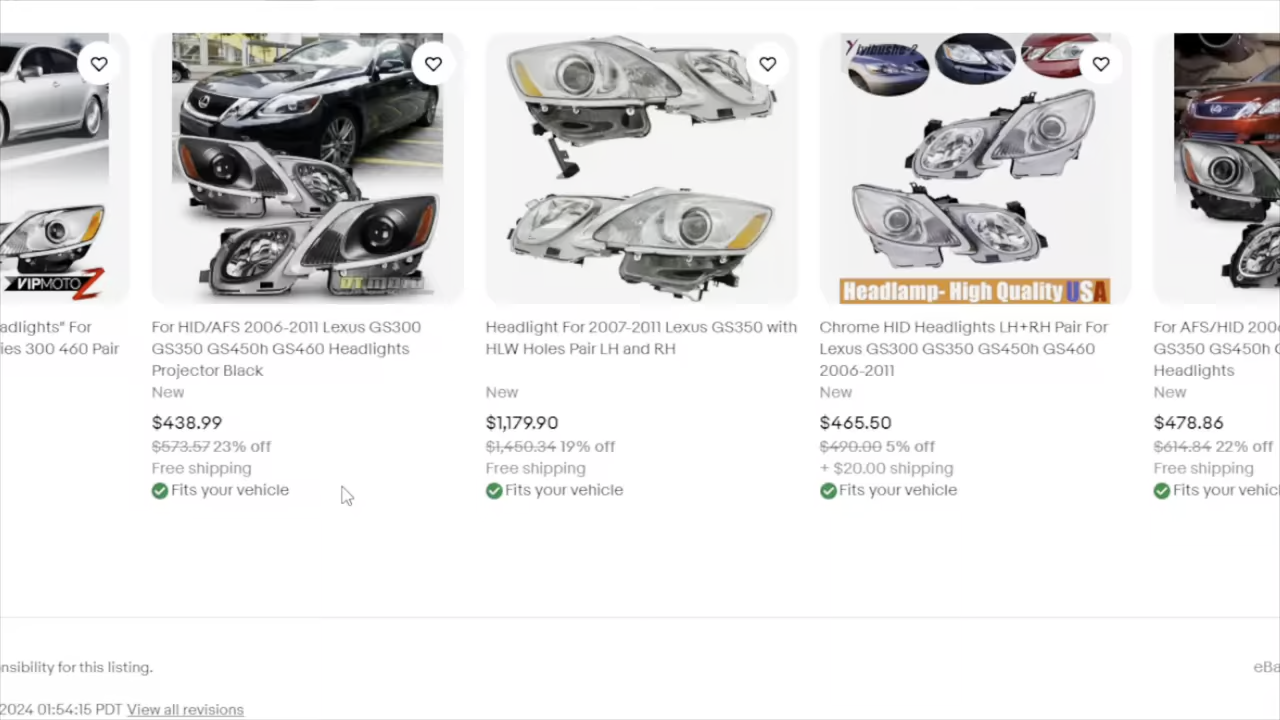 VIPMOTO
adlights" For
ies 300 460 Pair
For HID/AFS 2006-2011 Lexus GS300
GS350 GS450h GS460 Headlights
Projector Black
New
$438.99
$573.57 23% off
Free shipping
Fits your vehicle
Headlight For 2007-2011 Lexus GS350 with
HLW Holes Pair LH and RH
New
$1,179.90
$1,450.34 19% off
Free shipping
Fits your vehicle
Yivibushe-2
Headlamp- High Quality USA
Chrome HID Headlights LH+RH Pair For
Lexus GS300 GS350 GS450h GS460
2006-2011
New
$465.50
$490.00 5% off
+ $20.00 shipping
Fits your vehicle
For AFS/HID 200
GS350 GS450h G
Headlights
New
$478.86
$614.84 22% off
Free shipping
Fits your vehic
nsibility for this listing.
eBa
2024 01:54:15 PDT View all revisions